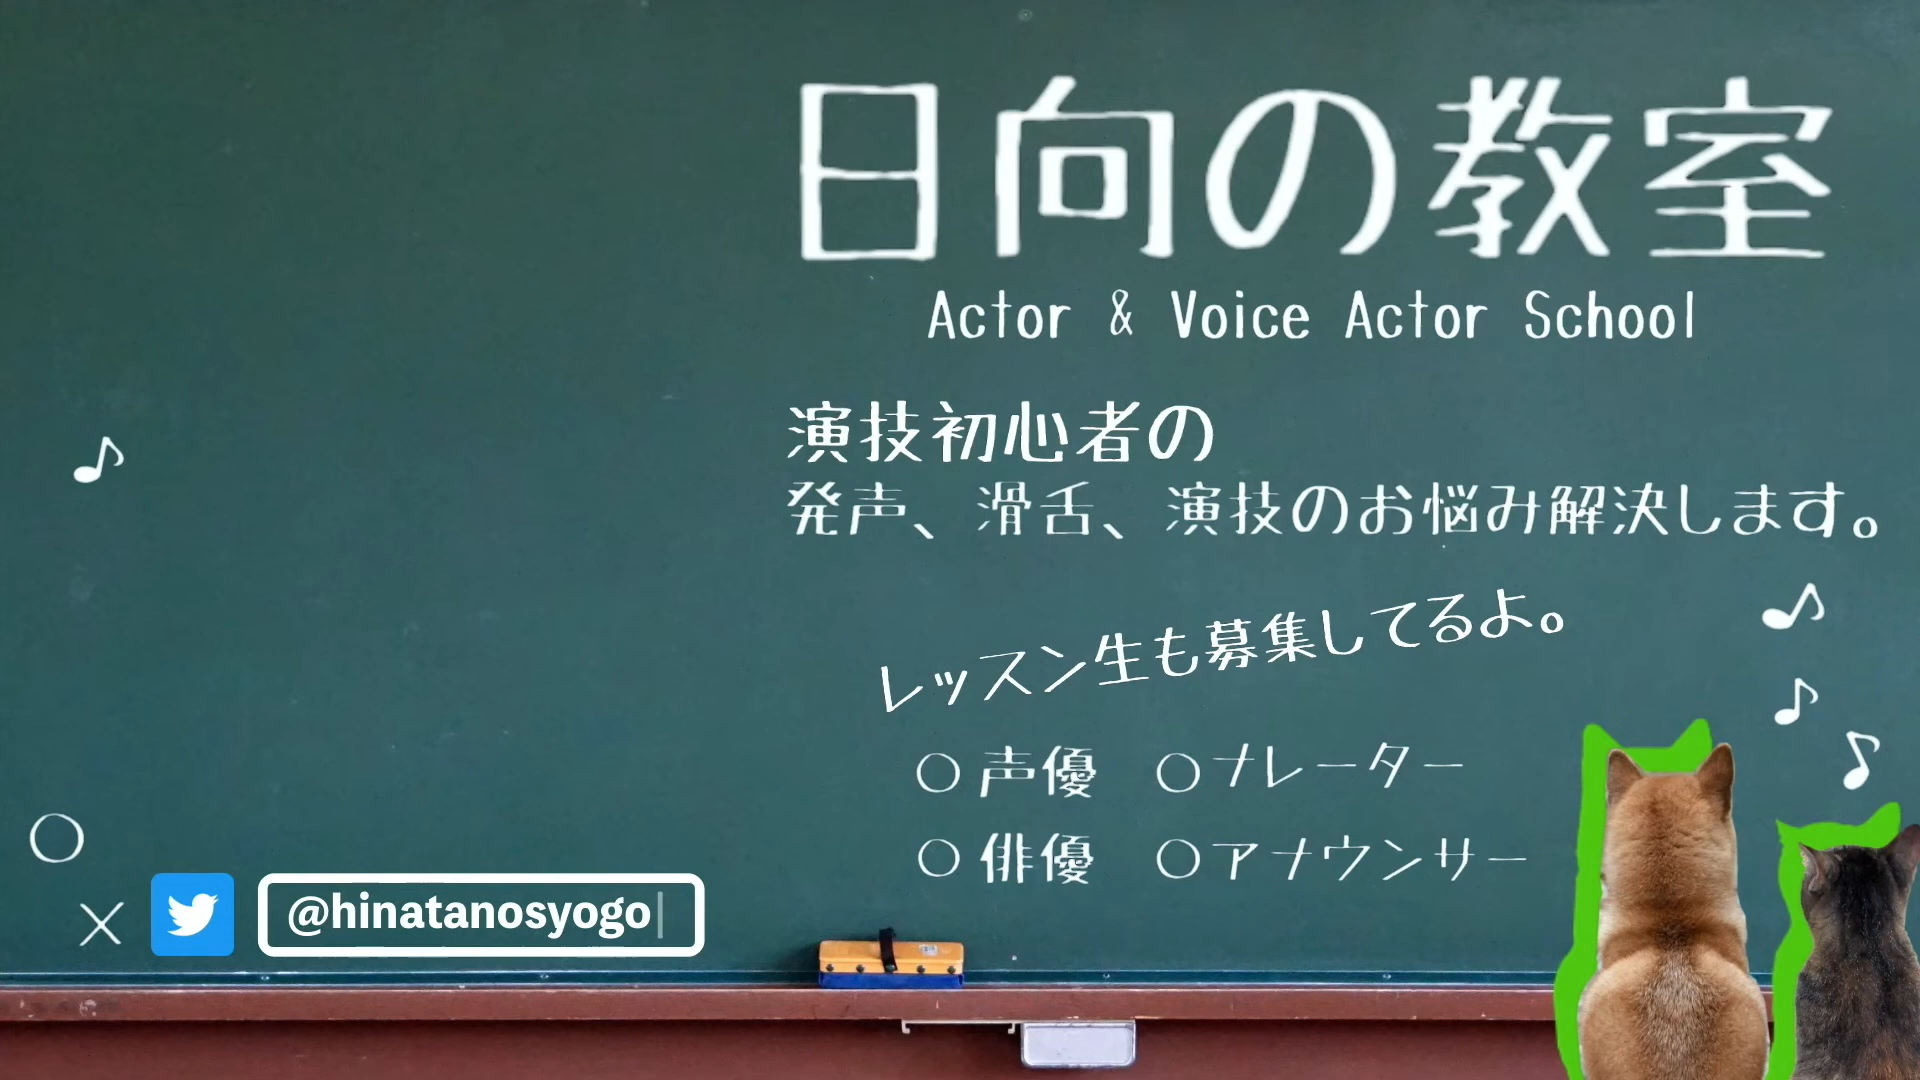 日向の教室
Actor & Voice Actor School
演技初心者の
発声、滑舌、演技のお悩み解決します。
レッスン生も募集してるよ。
○声優 ○ナレーター
○俳優 ○アナウンサー
@hinatanosyogo